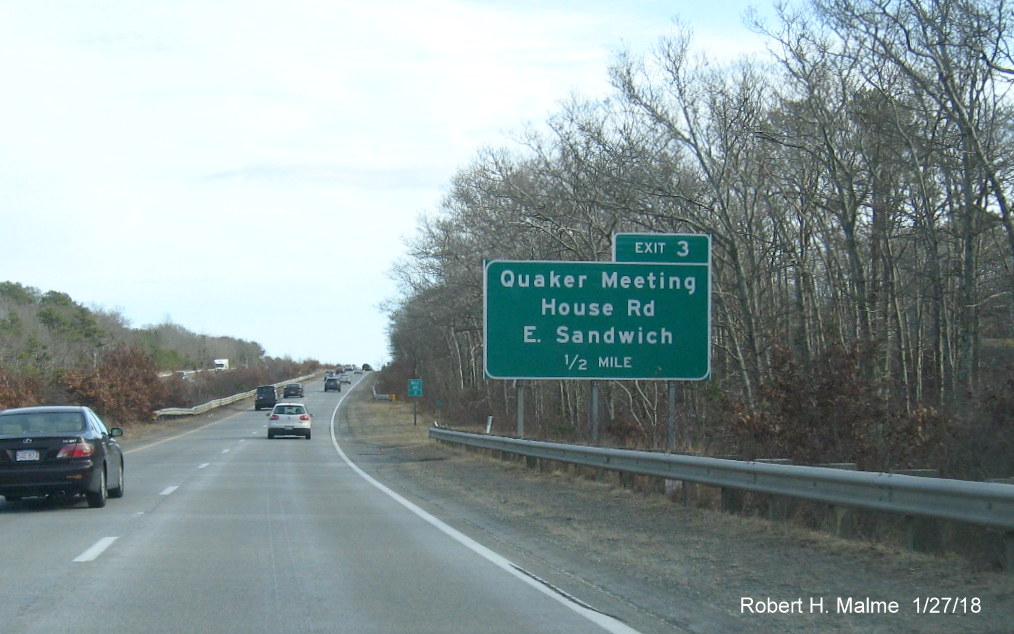 EXIT 3
Quaker Meeting
House Rd
E. Sandwich
1/2 MILE
Robert H. Malme 1/27/18